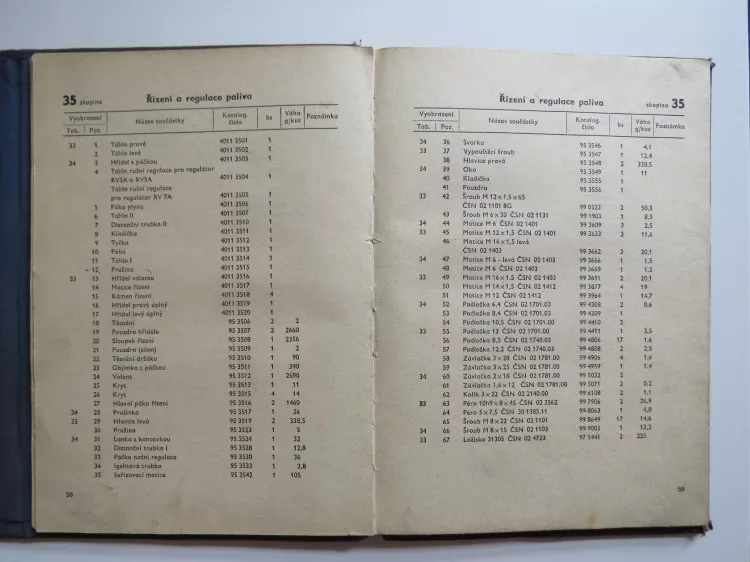 35 skupina Řízení a regulace paliva
Vyobrazení Název součástky Katalog. číslo ks Váha g/kus Poznámka
Tab. Poz.
33 1 Táhlo pravé 4011 3501 1
2 Táhlo levé 4011 3502 1
34 3 Hřídel s páčkou 4011 3503 1
4 Táhlo ruční regulace pro regulátor
RV3A a RV5A 4011 3504 1
Táhlo ruční regulace
pro regulátor RV 7A 4011 3505 1
5 Páka plynu 4011 3506 1
6 Táhlo II 4011 3507 1
7 Distanční trubka II 4011 3510 1
8 Kladička 4011 3511 1
9 Tyčka 4011 3512 1
10 Páka 4011 3513 1
11 Táhlo I 4011 3514 1
12 Pružina 4011 3515 1
33 13 Hřídel volantu 4011 3516 1
14 Matice řízení 4011 3517 1
15 Kámen řízení 4011 3518 4
16 Hřídel pravý úplný 4011 3519 1
17 Hřídel levý úplný 4011 3520 1
18 Těsnění 95 3506 2 2
19 Pouzdro hřídele 95 3507 2 2660
20 Sloupek řízení 95 3508 1 2356
21 Pouzdro (silon) 95 3509 1 2
22 Těsnění držáku 95 3510 1 90
23 Objímka s páčkou 95 3511 1 390
24 Volant 95 3512 1 2690
25 Kryt 95 3513 1 11
26 Kryt 95 3515 4 14
27 Hlavní páka řízení 95 3516 2 1460
34 28 Pružinka 95 3517 1 26
33 29 Hlavice levá 95 3519 2 338,5
30 Pružina 95 3523 1 5
34 31 Lanko s koncovkou 95 3524 1 32
32 Distanční trubka I 95 3528 1 12,8
33 Páčka nožní regulace 95 3530 1 36
34 Igelitová trubka 95 3533 1 2,8
35 Seřizovací matice 95 3542 1 105
58
Řízení a regulace paliva skupina 35
Vyobrazení Název součástky Katalog. číslo ks Váha g/kus Poznámka
Tab. Poz.
34 36 Svorka 95 3546 1 4,1
33 37 Vypouštěcí šroub 95 3547 1 12,4
38 Hlavice pravá 95 3548 2 338,5
34 39 Oko 95 3549 1 11
40 Kladička 95 3555 1
41 Pouzdro 95 3556 1
33 42 Šroub M 12 × 1,5 × 65
ČSN 02 1101 8G 99 0523 2 50,3
43 Šroub M 6 × 30 ČSN 02 1131 99 1903 1 8,3
34 44 Matice M 6 ČSN 02 1401 99 3609 3 2,5
33 45 Matice M 12 × 1,5 ČSN 02 1401 99 3633 2 11,6
46 Matice M 16 × 1,5 levá
ČSN 02 1403 99 3662 2 20,1
34 47 Matice M 6 - levá ČSN 02 1403 99 3666 1 1,5
48 Matice M 6 ČSN 02 1403 99 3669 1 1,5
33 49 Matice M 16 × 1,5 ČSN 02 1403 99 3691 2 20,1
50 Matice M 14 × 1,5 ČSN 02 1412 99 3877 4 19
51 Matice M 12 ČSN 02 1412 99 3964 1 14,7
34 52 Podložka 6,4 ČSN 02 1701.03 99 4308 2 0,6
53 Podložka 8,4 ČSN 02 1701.03 99 4309 1
54 Podložka 10,5 ČSN 02 1701.00 99 4410 2
33 55 Podložka 13 ČSN 02 1701.00 99 4411 1 3,5
56 Podložka 8,2 ČSN 02 1740.03 99 4806 17 1,6
57 Podložka 12,2 ČSN 02 1740.03 99 4808 2 2,5
58 Závlačka 3 × 28 ČSN 02 1781.00 99 4906 4 1,6
59 Závlačka 3 × 25 ČSN 02 1781.00 99 4959 1 1,4
34 60 Závlačka 2 × 18 ČSN 02 1781.00 99 5032 2
61 Závlačka 1,6 × 12 ČSN 02 1781.00 99 5071 2 0,2
62 Kolík 3 × 22 ČSN 02 2140.00 99 6108 2 1,1
33 63 Péro 10h9 × 8 × 45 ČSN 02 2562 99 7906 2 26,9
64 Péro 5 × 7,5 ČSN 30 1385.11 99 8063 1 4,0
65 Šroub M 8 × 22 ČSN 02 1101 99 8649 17 14,6
34 66 Šroub M 8 × 15 ČSN 02 1103 99 9005 1 12,2
33 67 Ložisko 31305 ČSN 02 4723 97 1441 2 225
59